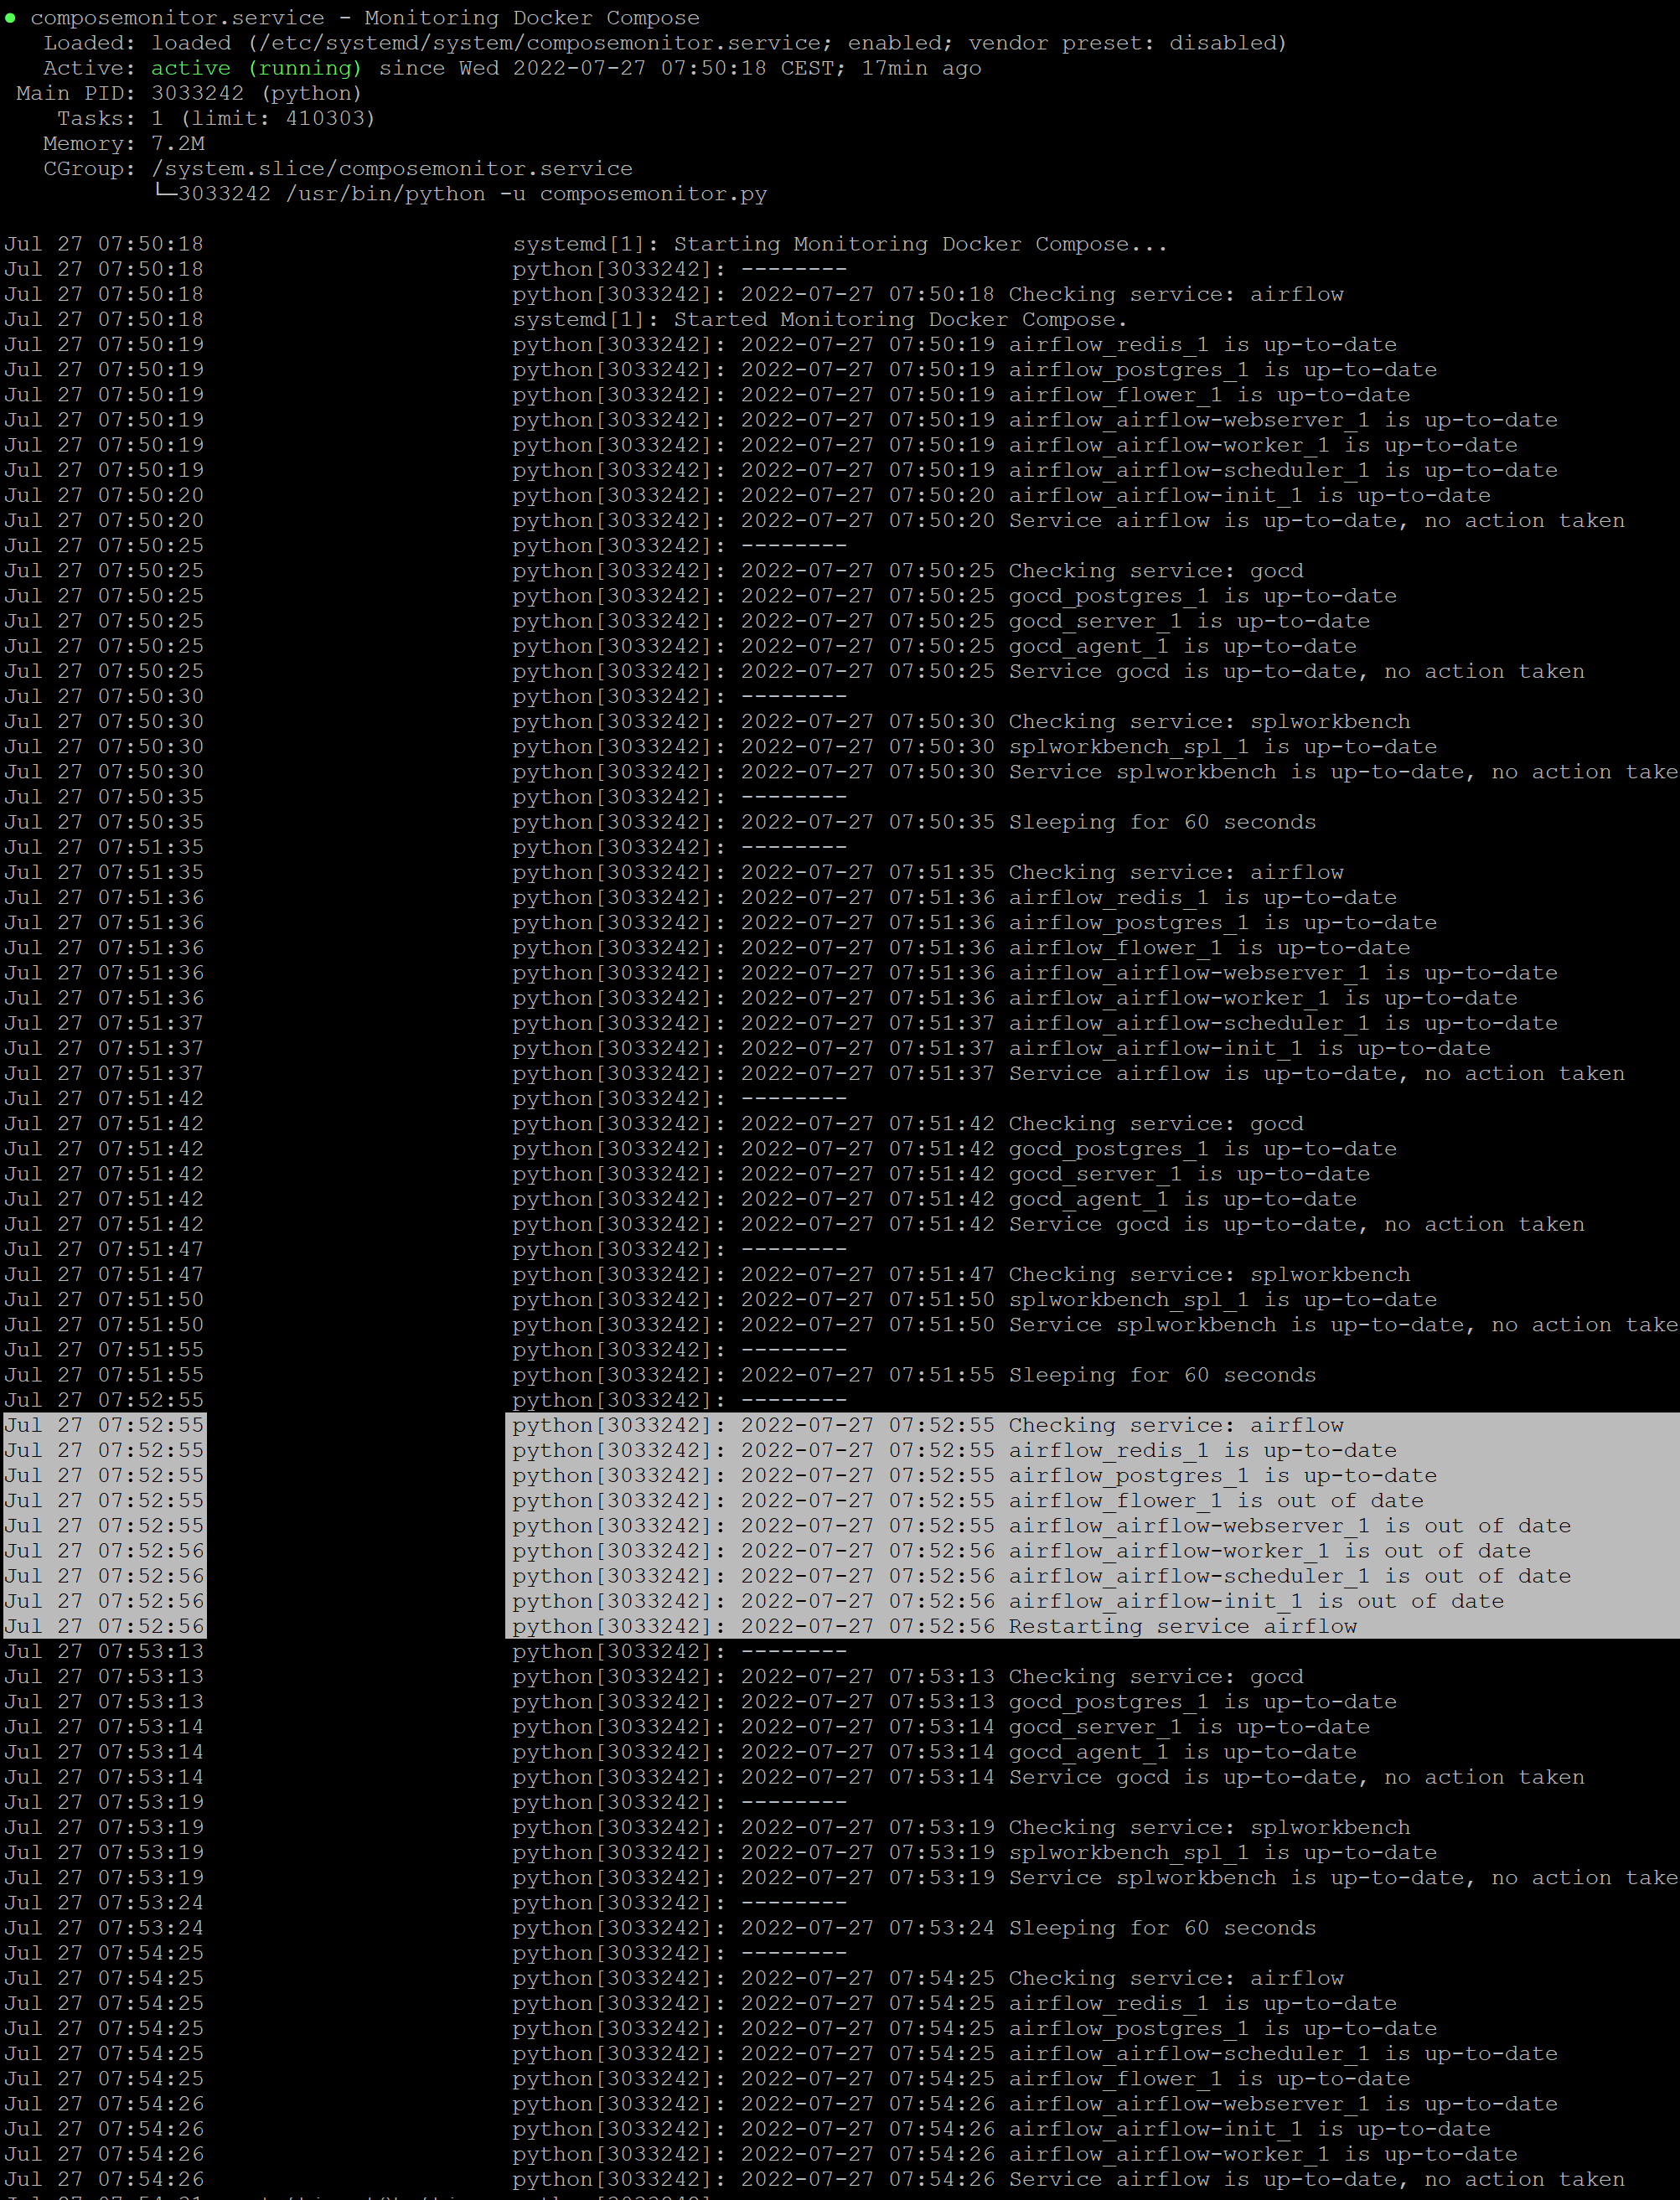 ● composemonitor.service - Monitoring Docker Compose
Loaded: loaded (/etc/systemd/system/composemonitor.service; enabled; vendor preset: disabled)
Active: active (running) since Wed 2022-07-27 07:50:18 CEST; 17min ago
Main PID: 3033242 (python)
Tasks: 1 (limit: 410303)
Memory: 7.2M
CGroup: /system.slice/composemonitor.service
└─3033242 /usr/bin/python -u composemonitor.py
Jul 27 07:50:18 systemd[1]: Starting Monitoring Docker Compose...
Jul 27 07:50:18 python[3033242]: --------
Jul 27 07:50:18 python[3033242]: 2022-07-27 07:50:18 Checking service: airflow
Jul 27 07:50:18 systemd[1]: Started Monitoring Docker Compose.
Jul 27 07:50:19 python[3033242]: 2022-07-27 07:50:19 airflow_redis_1 is up-to-date
Jul 27 07:50:19 python[3033242]: 2022-07-27 07:50:19 airflow_postgres_1 is up-to-date
Jul 27 07:50:19 python[3033242]: 2022-07-27 07:50:19 airflow_flower_1 is up-to-date
Jul 27 07:50:19 python[3033242]: 2022-07-27 07:50:19 airflow_airflow-webserver_1 is up-to-date
Jul 27 07:50:19 python[3033242]: 2022-07-27 07:50:19 airflow_airflow-worker_1 is up-to-date
Jul 27 07:50:19 python[3033242]: 2022-07-27 07:50:19 airflow_airflow-scheduler_1 is up-to-date
Jul 27 07:50:20 python[3033242]: 2022-07-27 07:50:20 airflow_airflow-init_1 is up-to-date
Jul 27 07:50:20 python[3033242]: 2022-07-27 07:50:20 Service airflow is up-to-date, no action taken
Jul 27 07:50:25 python[3033242]: --------
Jul 27 07:50:25 python[3033242]: 2022-07-27 07:50:25 Checking service: gocd
Jul 27 07:50:25 python[3033242]: 2022-07-27 07:50:25 gocd_postgres_1 is up-to-date
Jul 27 07:50:25 python[3033242]: 2022-07-27 07:50:25 gocd_server_1 is up-to-date
Jul 27 07:50:25 python[3033242]: 2022-07-27 07:50:25 gocd_agent_1 is up-to-date
Jul 27 07:50:25 python[3033242]: 2022-07-27 07:50:25 Service gocd is up-to-date, no action taken
Jul 27 07:50:30 python[3033242]: --------
Jul 27 07:50:30 python[3033242]: 2022-07-27 07:50:30 Checking service: splworkbench
Jul 27 07:50:30 python[3033242]: 2022-07-27 07:50:30 splworkbench_spl_1 is up-to-date
Jul 27 07:50:30 python[3033242]: 2022-07-27 07:50:30 Service splworkbench is up-to-date, no action take
Jul 27 07:50:35 python[3033242]: --------
Jul 27 07:50:35 python[3033242]: 2022-07-27 07:50:35 Sleeping for 60 seconds
Jul 27 07:51:35 python[3033242]: --------
Jul 27 07:51:35 python[3033242]: 2022-07-27 07:51:35 Checking service: airflow
Jul 27 07:51:36 python[3033242]: 2022-07-27 07:51:36 airflow_redis_1 is up-to-date
Jul 27 07:51:36 python[3033242]: 2022-07-27 07:51:36 airflow_postgres_1 is up-to-date
Jul 27 07:51:36 python[3033242]: 2022-07-27 07:51:36 airflow_flower_1 is up-to-date
Jul 27 07:51:36 python[3033242]: 2022-07-27 07:51:36 airflow_airflow-webserver_1 is up-to-date
Jul 27 07:51:36 python[3033242]: 2022-07-27 07:51:36 airflow_airflow-worker_1 is up-to-date
Jul 27 07:51:37 python[3033242]: 2022-07-27 07:51:37 airflow_airflow-scheduler_1 is up-to-date
Jul 27 07:51:37 python[3033242]: 2022-07-27 07:51:37 airflow_airflow-init_1 is up-to-date
Jul 27 07:51:37 python[3033242]: 2022-07-27 07:51:37 Service airflow is up-to-date, no action taken
Jul 27 07:51:42 python[3033242]: --------
Jul 27 07:51:42 python[3033242]: 2022-07-27 07:51:42 Checking service: gocd
Jul 27 07:51:42 python[3033242]: 2022-07-27 07:51:42 gocd_postgres_1 is up-to-date
Jul 27 07:51:42 python[3033242]: 2022-07-27 07:51:42 gocd_server_1 is up-to-date
Jul 27 07:51:42 python[3033242]: 2022-07-27 07:51:42 gocd_agent_1 is up-to-date
Jul 27 07:51:42 python[3033242]: 2022-07-27 07:51:42 Service gocd is up-to-date, no action taken
Jul 27 07:51:47 python[3033242]: --------
Jul 27 07:51:47 python[3033242]: 2022-07-27 07:51:47 Checking service: splworkbench
Jul 27 07:51:50 python[3033242]: 2022-07-27 07:51:50 splworkbench_spl_1 is up-to-date
Jul 27 07:51:50 python[3033242]: 2022-07-27 07:51:50 Service splworkbench is up-to-date, no action take
Jul 27 07:51:55 python[3033242]: --------
Jul 27 07:51:55 python[3033242]: 2022-07-27 07:51:55 Sleeping for 60 seconds
Jul 27 07:52:55 python[3033242]: --------
Jul 27 07:52:55 python[3033242]: 2022-07-27 07:52:55 Checking service: airflow
Jul 27 07:52:55 python[3033242]: 2022-07-27 07:52:55 airflow_redis_1 is up-to-date
Jul 27 07:52:55 python[3033242]: 2022-07-27 07:52:55 airflow_postgres_1 is up-to-date
Jul 27 07:52:55 python[3033242]: 2022-07-27 07:52:55 airflow_flower_1 is out of date
Jul 27 07:52:55 python[3033242]: 2022-07-27 07:52:55 airflow_airflow-webserver_1 is out of date
Jul 27 07:52:56 python[3033242]: 2022-07-27 07:52:56 airflow_airflow-worker_1 is out of date
Jul 27 07:52:56 python[3033242]: 2022-07-27 07:52:56 airflow_airflow-scheduler_1 is out of date
Jul 27 07:52:56 python[3033242]: 2022-07-27 07:52:56 airflow_airflow-init_1 is out of date
Jul 27 07:52:56 python[3033242]: 2022-07-27 07:52:56 Restarting service airflow
Jul 27 07:53:13 python[3033242]: --------
Jul 27 07:53:13 python[3033242]: 2022-07-27 07:53:13 Checking service: gocd
Jul 27 07:53:13 python[3033242]: 2022-07-27 07:53:13 gocd_postgres_1 is up-to-date
Jul 27 07:53:14 python[3033242]: 2022-07-27 07:53:14 gocd_server_1 is up-to-date
Jul 27 07:53:14 python[3033242]: 2022-07-27 07:53:14 gocd_agent_1 is up-to-date
Jul 27 07:53:14 python[3033242]: 2022-07-27 07:53:14 Service gocd is up-to-date, no action taken
Jul 27 07:53:19 python[3033242]: --------
Jul 27 07:53:19 python[3033242]: 2022-07-27 07:53:19 Checking service: splworkbench
Jul 27 07:53:19 python[3033242]: 2022-07-27 07:53:19 splworkbench_spl_1 is up-to-date
Jul 27 07:53:19 python[3033242]: 2022-07-27 07:53:19 Service splworkbench is up-to-date, no action take
Jul 27 07:53:24 python[3033242]: --------
Jul 27 07:53:24 python[3033242]: 2022-07-27 07:53:24 Sleeping for 60 seconds
Jul 27 07:54:25 python[3033242]: --------
Jul 27 07:54:25 python[3033242]: 2022-07-27 07:54:25 Checking service: airflow
Jul 27 07:54:25 python[3033242]: 2022-07-27 07:54:25 airflow_redis_1 is up-to-date
Jul 27 07:54:25 python[3033242]: 2022-07-27 07:54:25 airflow_postgres_1 is up-to-date
Jul 27 07:54:25 python[3033242]: 2022-07-27 07:54:25 airflow_airflow-scheduler_1 is up-to-date
Jul 27 07:54:25 python[3033242]: 2022-07-27 07:54:25 airflow_flower_1 is up-to-date
Jul 27 07:54:26 python[3033242]: 2022-07-27 07:54:26 airflow_airflow-webserver_1 is up-to-date
Jul 27 07:54:26 python[3033242]: 2022-07-27 07:54:26 airflow_airflow-init_1 is up-to-date
Jul 27 07:54:26 python[3033242]: 2022-07-27 07:54:26 airflow_airflow-worker_1 is up-to-date
Jul 27 07:54:26 python[3033242]: 2022-07-27 07:54:26 Service airflow is up-to-date, no action taken